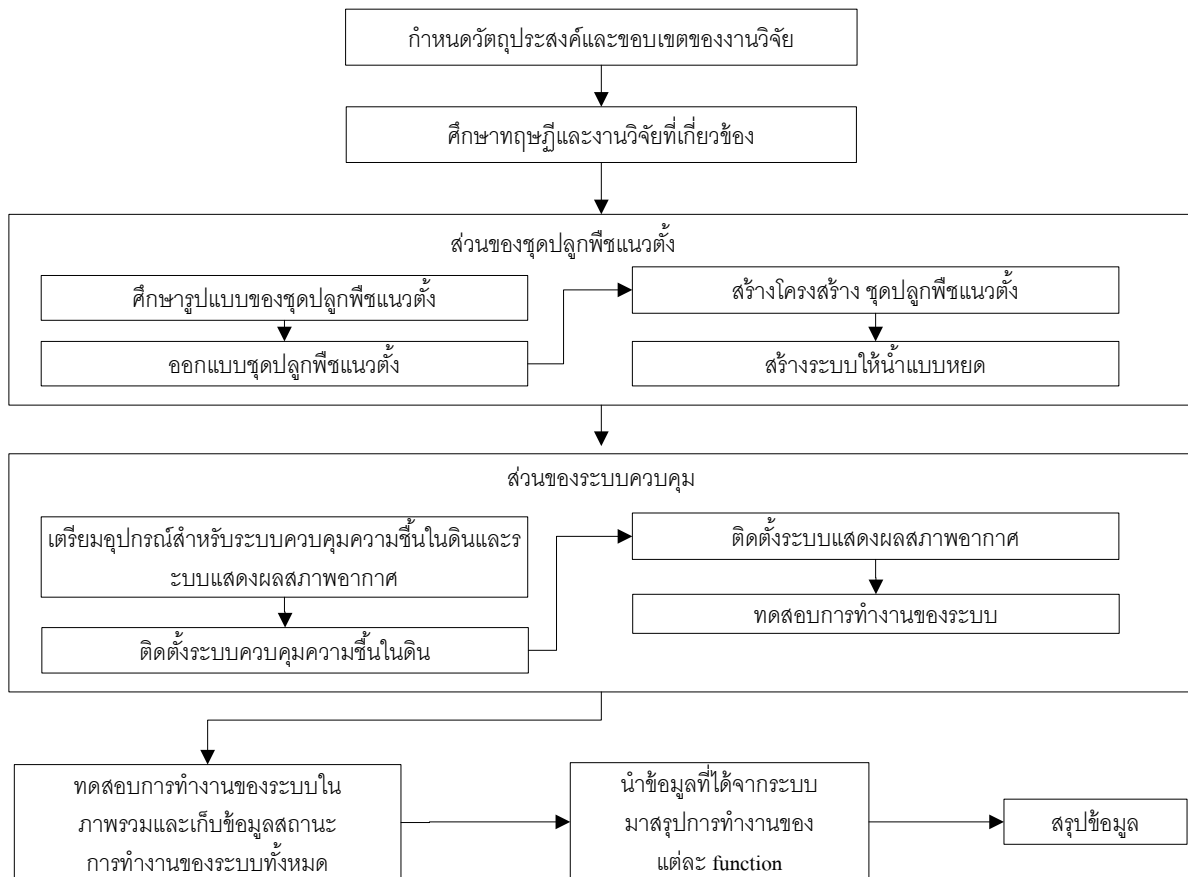 กำหนดวัตถุประสงค์และขอบเขตของงานวิจัย
ศึกษาทฤษฎีและงานวิจัยที่เกี่ยวข้อง
ส่วนของชุดปลูกพืชแนวตั้ง
ศึกษารูปแบบของชุดปลูกพืชแนวตั้ง
ออกแบบชุดปลูกพืชแนวตั้ง
สร้างโครงสร้าง ชุดปลูกพืชแนวตั้ง
สร้างระบบให้น้ำแบบหยด
ส่วนของระบบควบคุม
เตรียมอุปกรณ์สำหรับระบบควบคุมความชื้นในดินและร
ะบบแสดงผลสภาพอากาศ
ติดตั้งระบบควบคุมความชื้นในดิน
ติดตั้งระบบแสดงผลสภาพอากาศ
ทดสอบการทำงานของระบบ
ทดสอบการทำงานของระบบใน
ภาพรวมและเก็บข้อมูลสถานะ
การทำงานของระบบทั้งหมด
นำข้อมูลที่ได้จากระบบ
มาสรุปการทำงานของ
แต่ละ function
สรุปข้อมูล